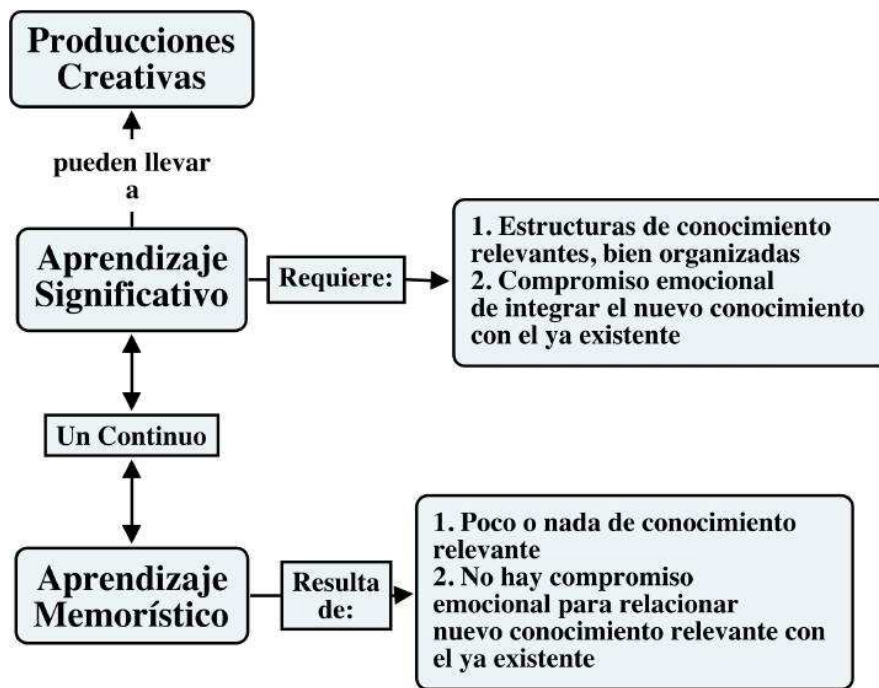 Producciones
Creativas
pueden llevar
a
Aprendizaje
Significativo
Requiere:
1. Estructuras de conocimiento
relevantes, bien organizadas
2. Compromiso emocional
de integrar el nuevo conocimiento
con el ya existente
Un Continuo
Aprendizaje
Memorístico
Resulta
de:
1. Poco o nada de conocimiento
relevante
2. No hay compromiso
emocional para relacionar
nuevo conocimiento relevante con
el ya existente